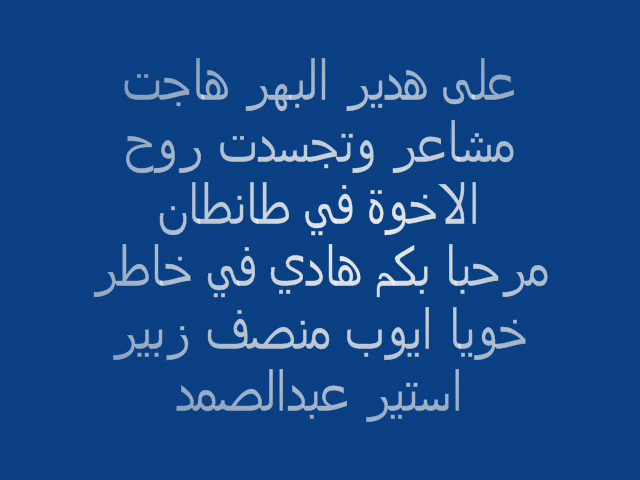 على هدير البهر هاجت
مشاعر وتجسدت روح
الاخوة في طانطان
مرحبا بكم هادي في خاطر
خويا ايوب منصف زبير
استير عبدالصمد